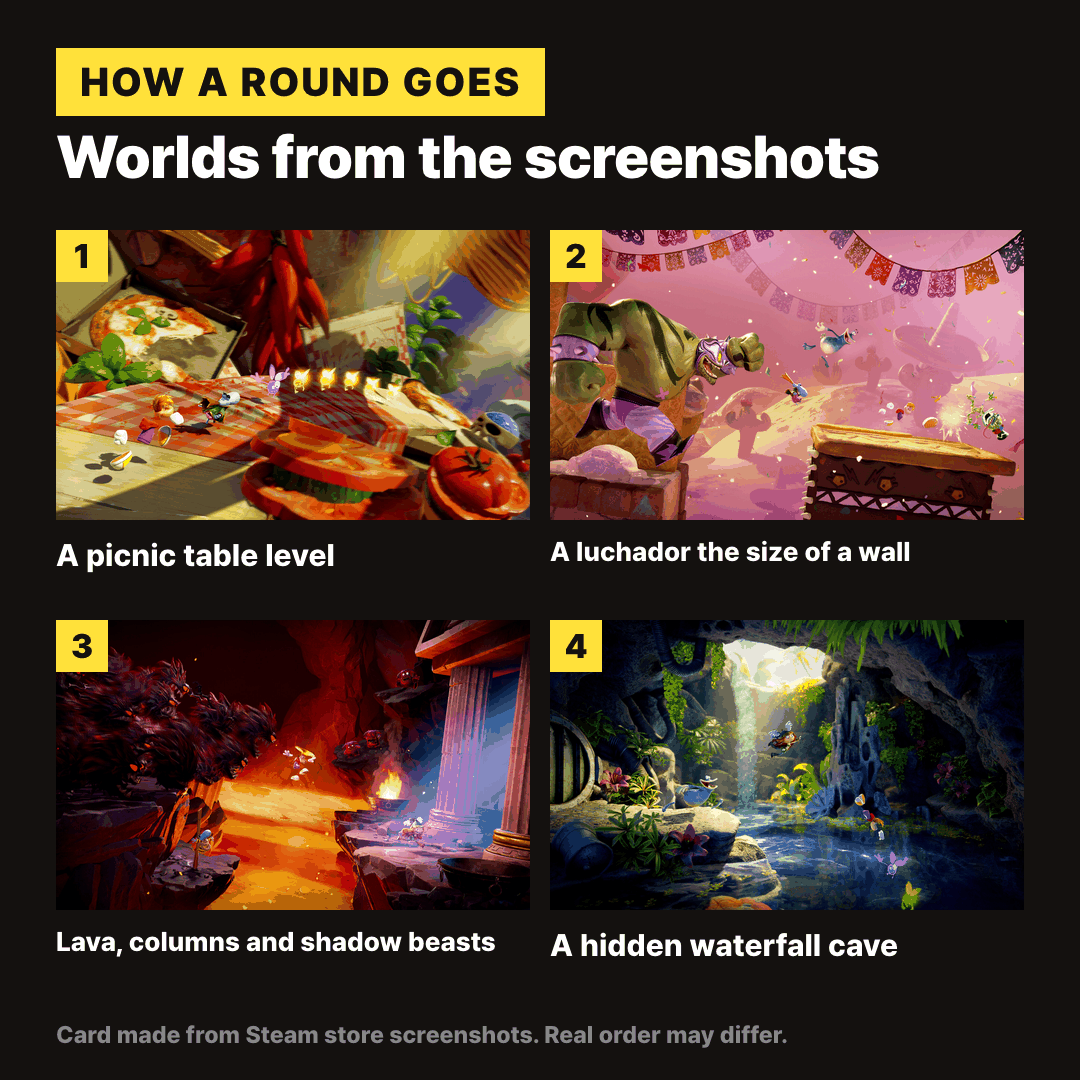 HOW A ROUND GOES
Worlds from the screenshots
1
2
A picnic table level
A luchador the size of a wall
3
4
Lava, columns and shadow beasts
A hidden waterfall cave
Card made from Steam store screenshots. Real order may differ.